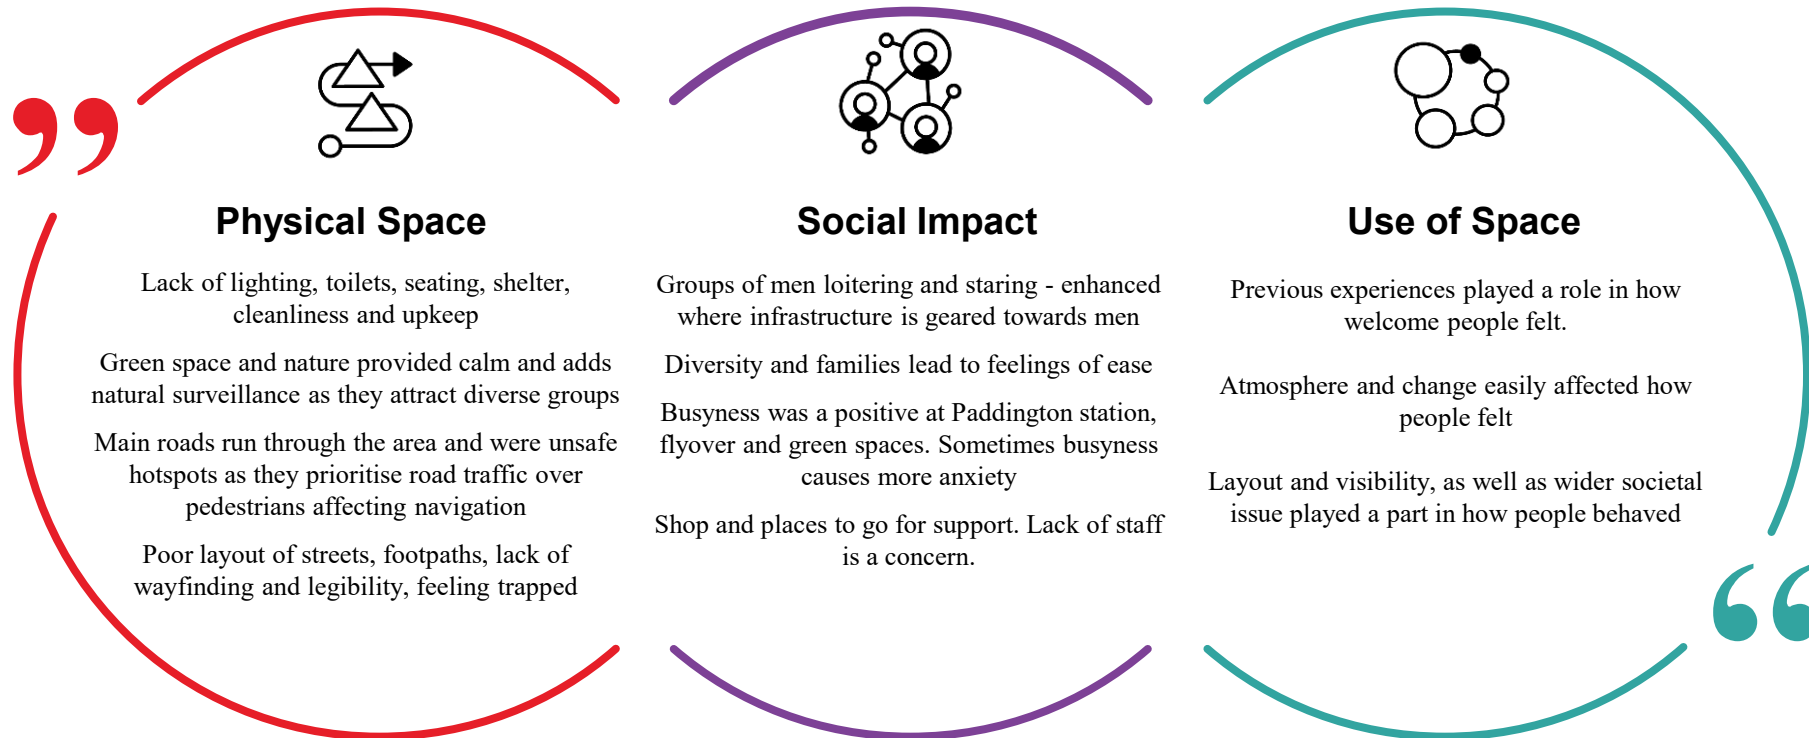 Physical Space
Lack of lighting, toilets, seating, shelter,
cleanliness and upkeep
Green space and nature provided calm and adds
natural surveillance as they attract diverse groups
Main roads run through the area and were unsafe
hotspots as they prioritise road traffic over
pedestrians affecting navigation
Poor layout of streets, footpaths, lack of
wayfinding and legibility, feeling trapped
Social Impact
Groups of men loitering and staring - enhanced
where infrastructure is geared towards men
Diversity and families lead to feelings of ease
Busyness was a positive at Paddington station,
flyover and green spaces. Sometimes busyness
causes more anxiety
Shop and places to go for support. Lack of staff
is a concern.
Use of Space
Previous experiences played a role in how
welcome people felt.
Atmosphere and change easily affected how
people felt
Layout and visibility, as well as wider societal
issue played a part in how people behaved